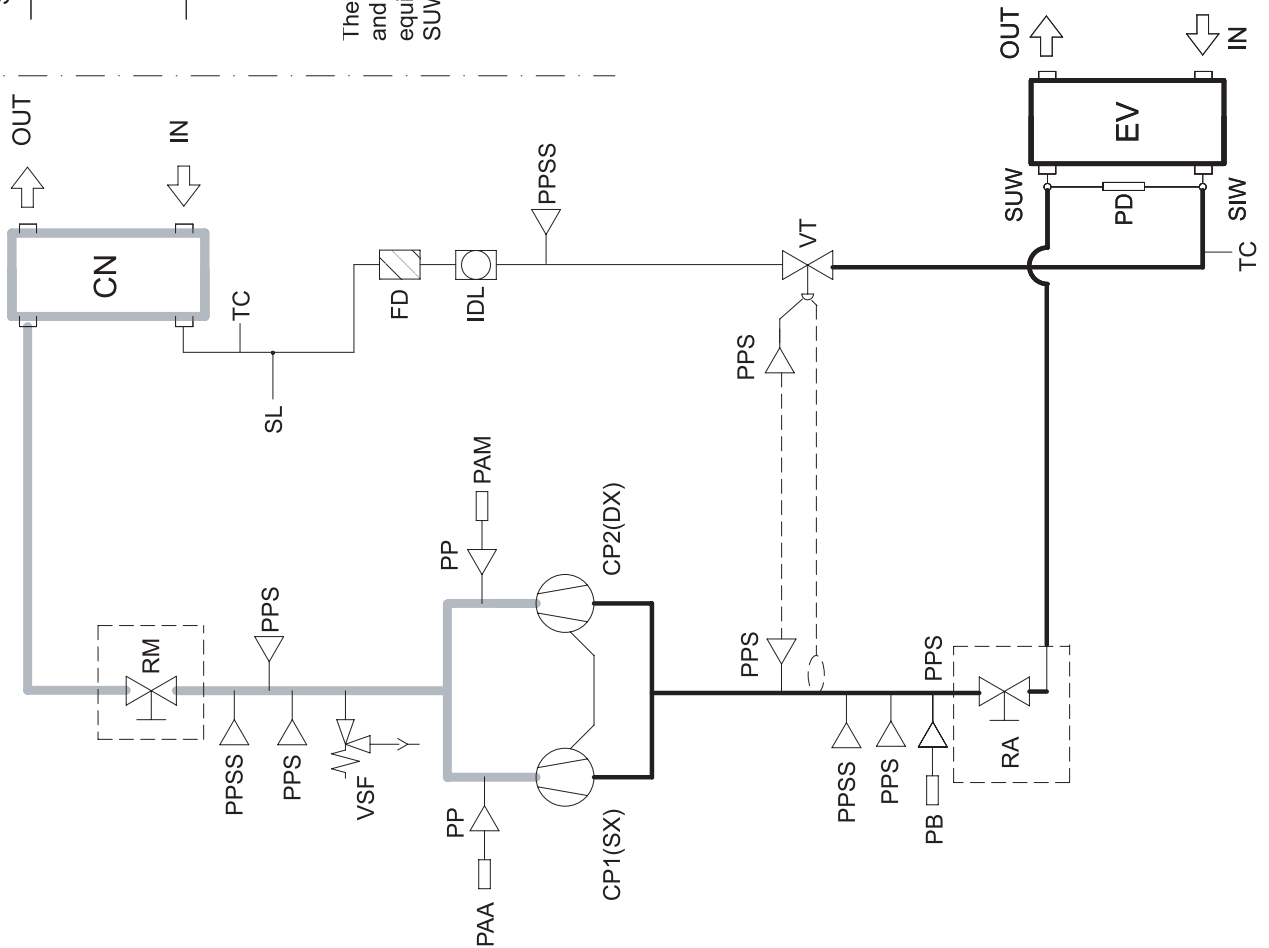 The
and
equi
SUW
OUT
IN
CN
TC
SL
FD
IDL
PPSS
VT
PPS
OUT
IN
EV
SUW
SIW
PD
TC
RM
PPS
PPSS
PPS
VSF
PP
PAM
CP2(DX)
PP
PAA
CP1(SX)
PPS
PPSS
PPS
PPS
PB
RA